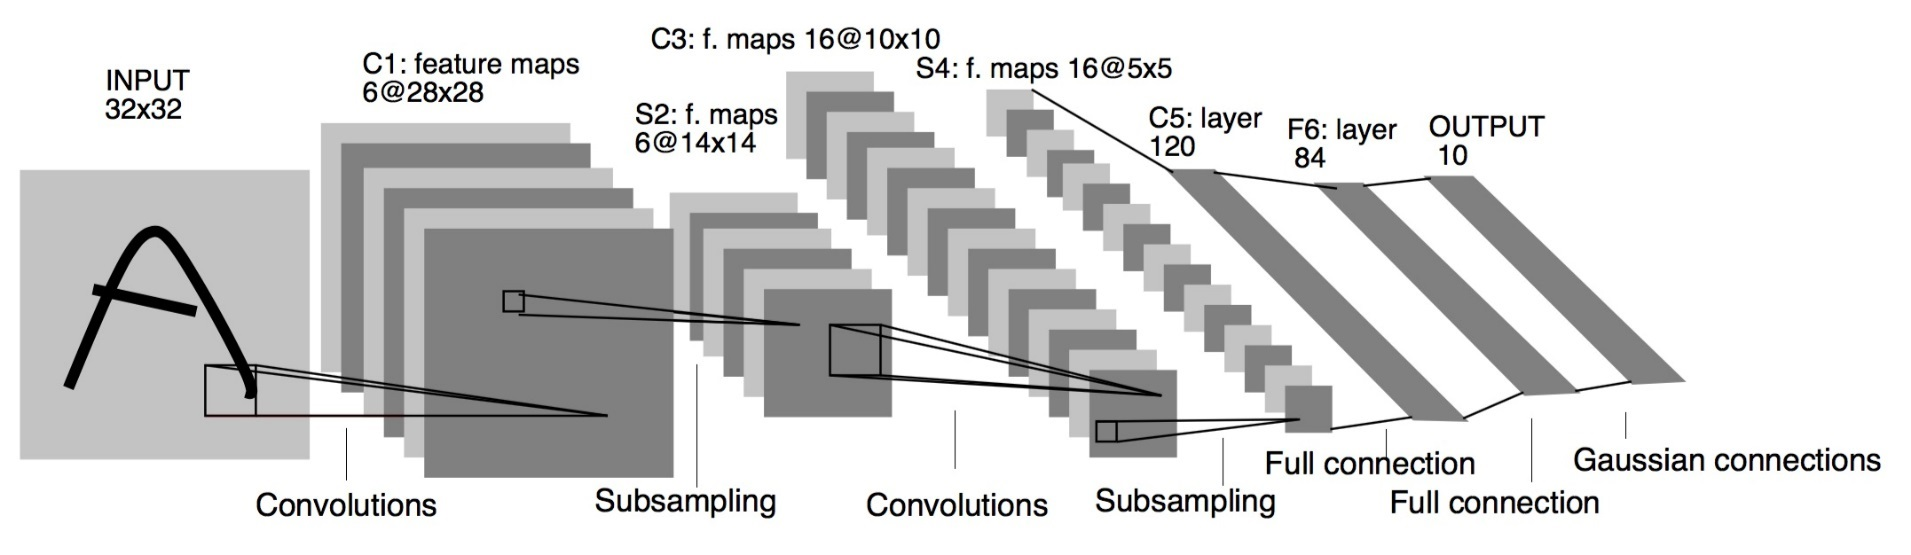 INPUT
32x32
C1: feature maps
6@28x28
C3: f. maps 16@10x10
S2: f. maps
6@14x14
S4: f. maps 16@5x5
C5: layer
120
F6: layer
84
OUTPUT
10
Convolutions
Subsampling
Convolutions
Subsampling
Full connection
Full connection
Gaussian connections